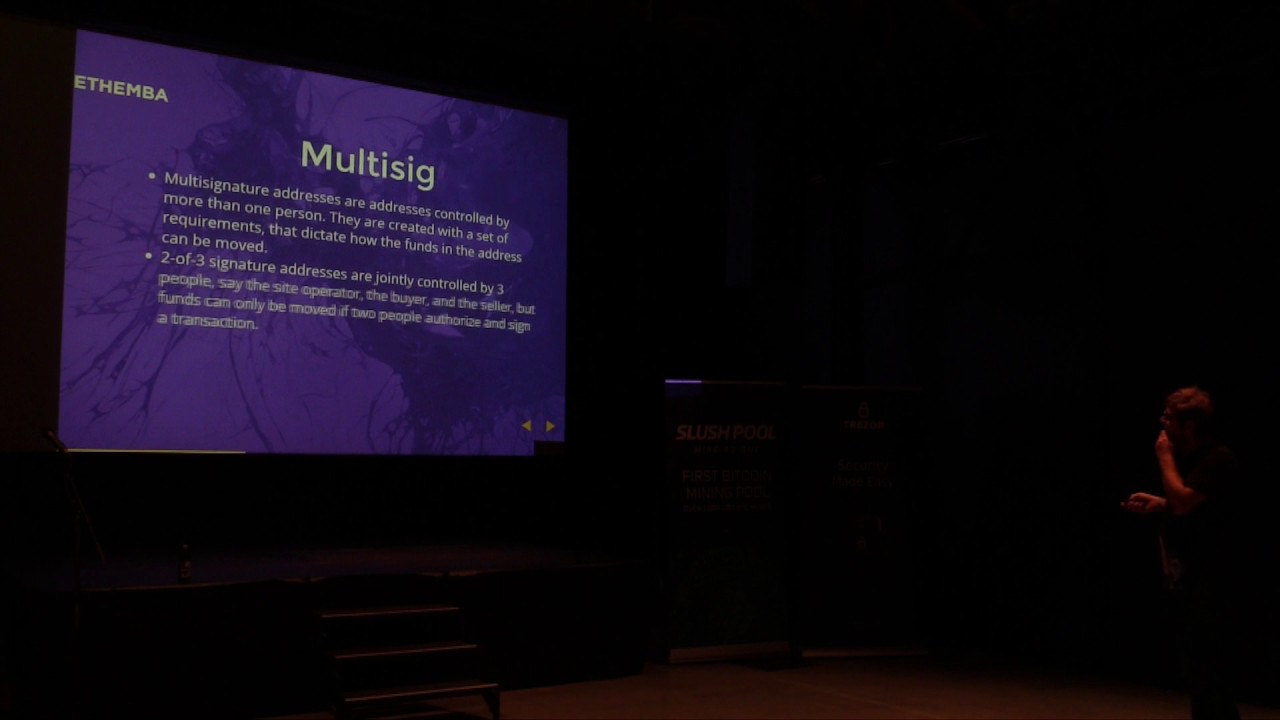 ETHEMBA
Multisig
• Multisignature addresses are addresses controlled by
more than one person. They are created with a set of
requirements, that dictate how the funds in the address
can be moved.
• 2-of-3 signature addresses are jointly controlled by 3
people, say the site operator, the buyer, and the seller, but
funds can only be moved if two people authorize and sign
a transaction.
SLUSH POOL
FIRST BITCOIN
MINING POOL
TREZOR
Security
Made Easy